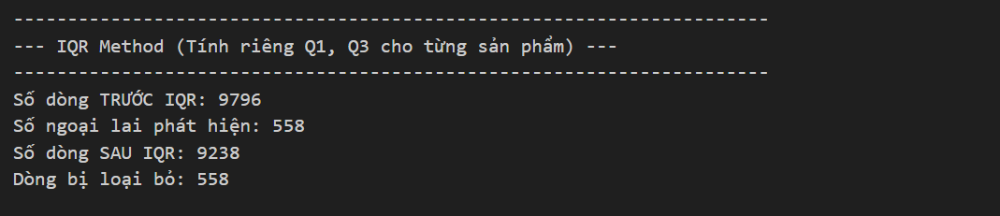 ----------------------------------------------------------------------
--- IQR Method (Tính riêng Q1, Q3 cho từng sản phẩm) ---
----------------------------------------------------------------------
Số dòng TRƯỚC IQR: 9796
Số ngoại lai phát hiện: 558
Số dòng SAU IQR: 9238
Dòng bị loại bỏ: 558